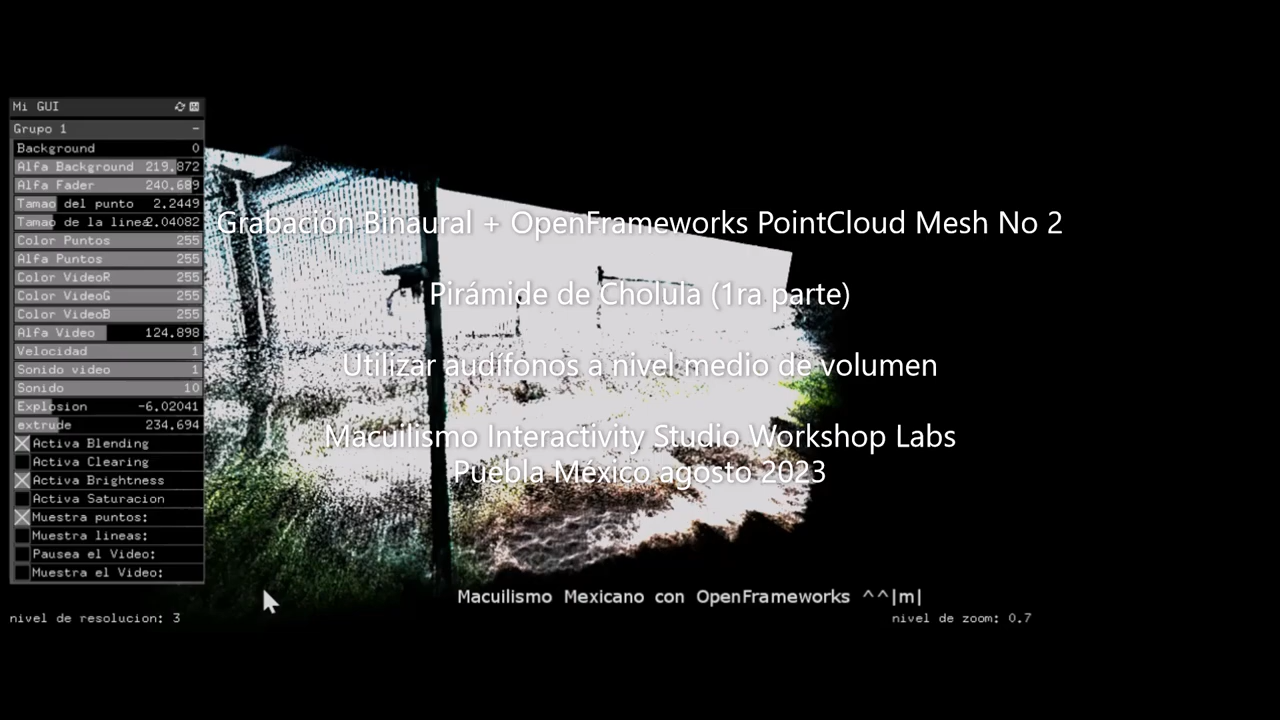 Mi GUI
Grupo 1 -
Background 0
Alfa Background 219.872
Alfa Fader 240.689
Tamao del punto 2.2449
Tamao de la linea 2.04082
Color Puntos 255
Alfa Puntos 255
Color VideoR 255
Color VideoG 255
Color VideoB 255
Alfa Video 124.898
Velocidad 1
Sonido video 1
Sonido 10
Explosion -6.02041
extrude 234.694
Activa Blending
Activa Clearing
Activa Brightness
Activa Saturacion
Muestra puntos:
Muestra lineas:
Pausea el Video:
Muestra el Video:
Grabación Binaural + OpenFrameworks PointCloud Mesh No 2
Pirámide de Cholula (1ra parte)
Utilizar audífonos a nivel medio de volumen
Macuilismo Interactivity Studio Workshop Labs
Puebla México agosto 2023
Macuilismo Mexicano con OpenFrameworks ^^|m|
nivel de resolucion: 3
nivel de zoom: 0.7